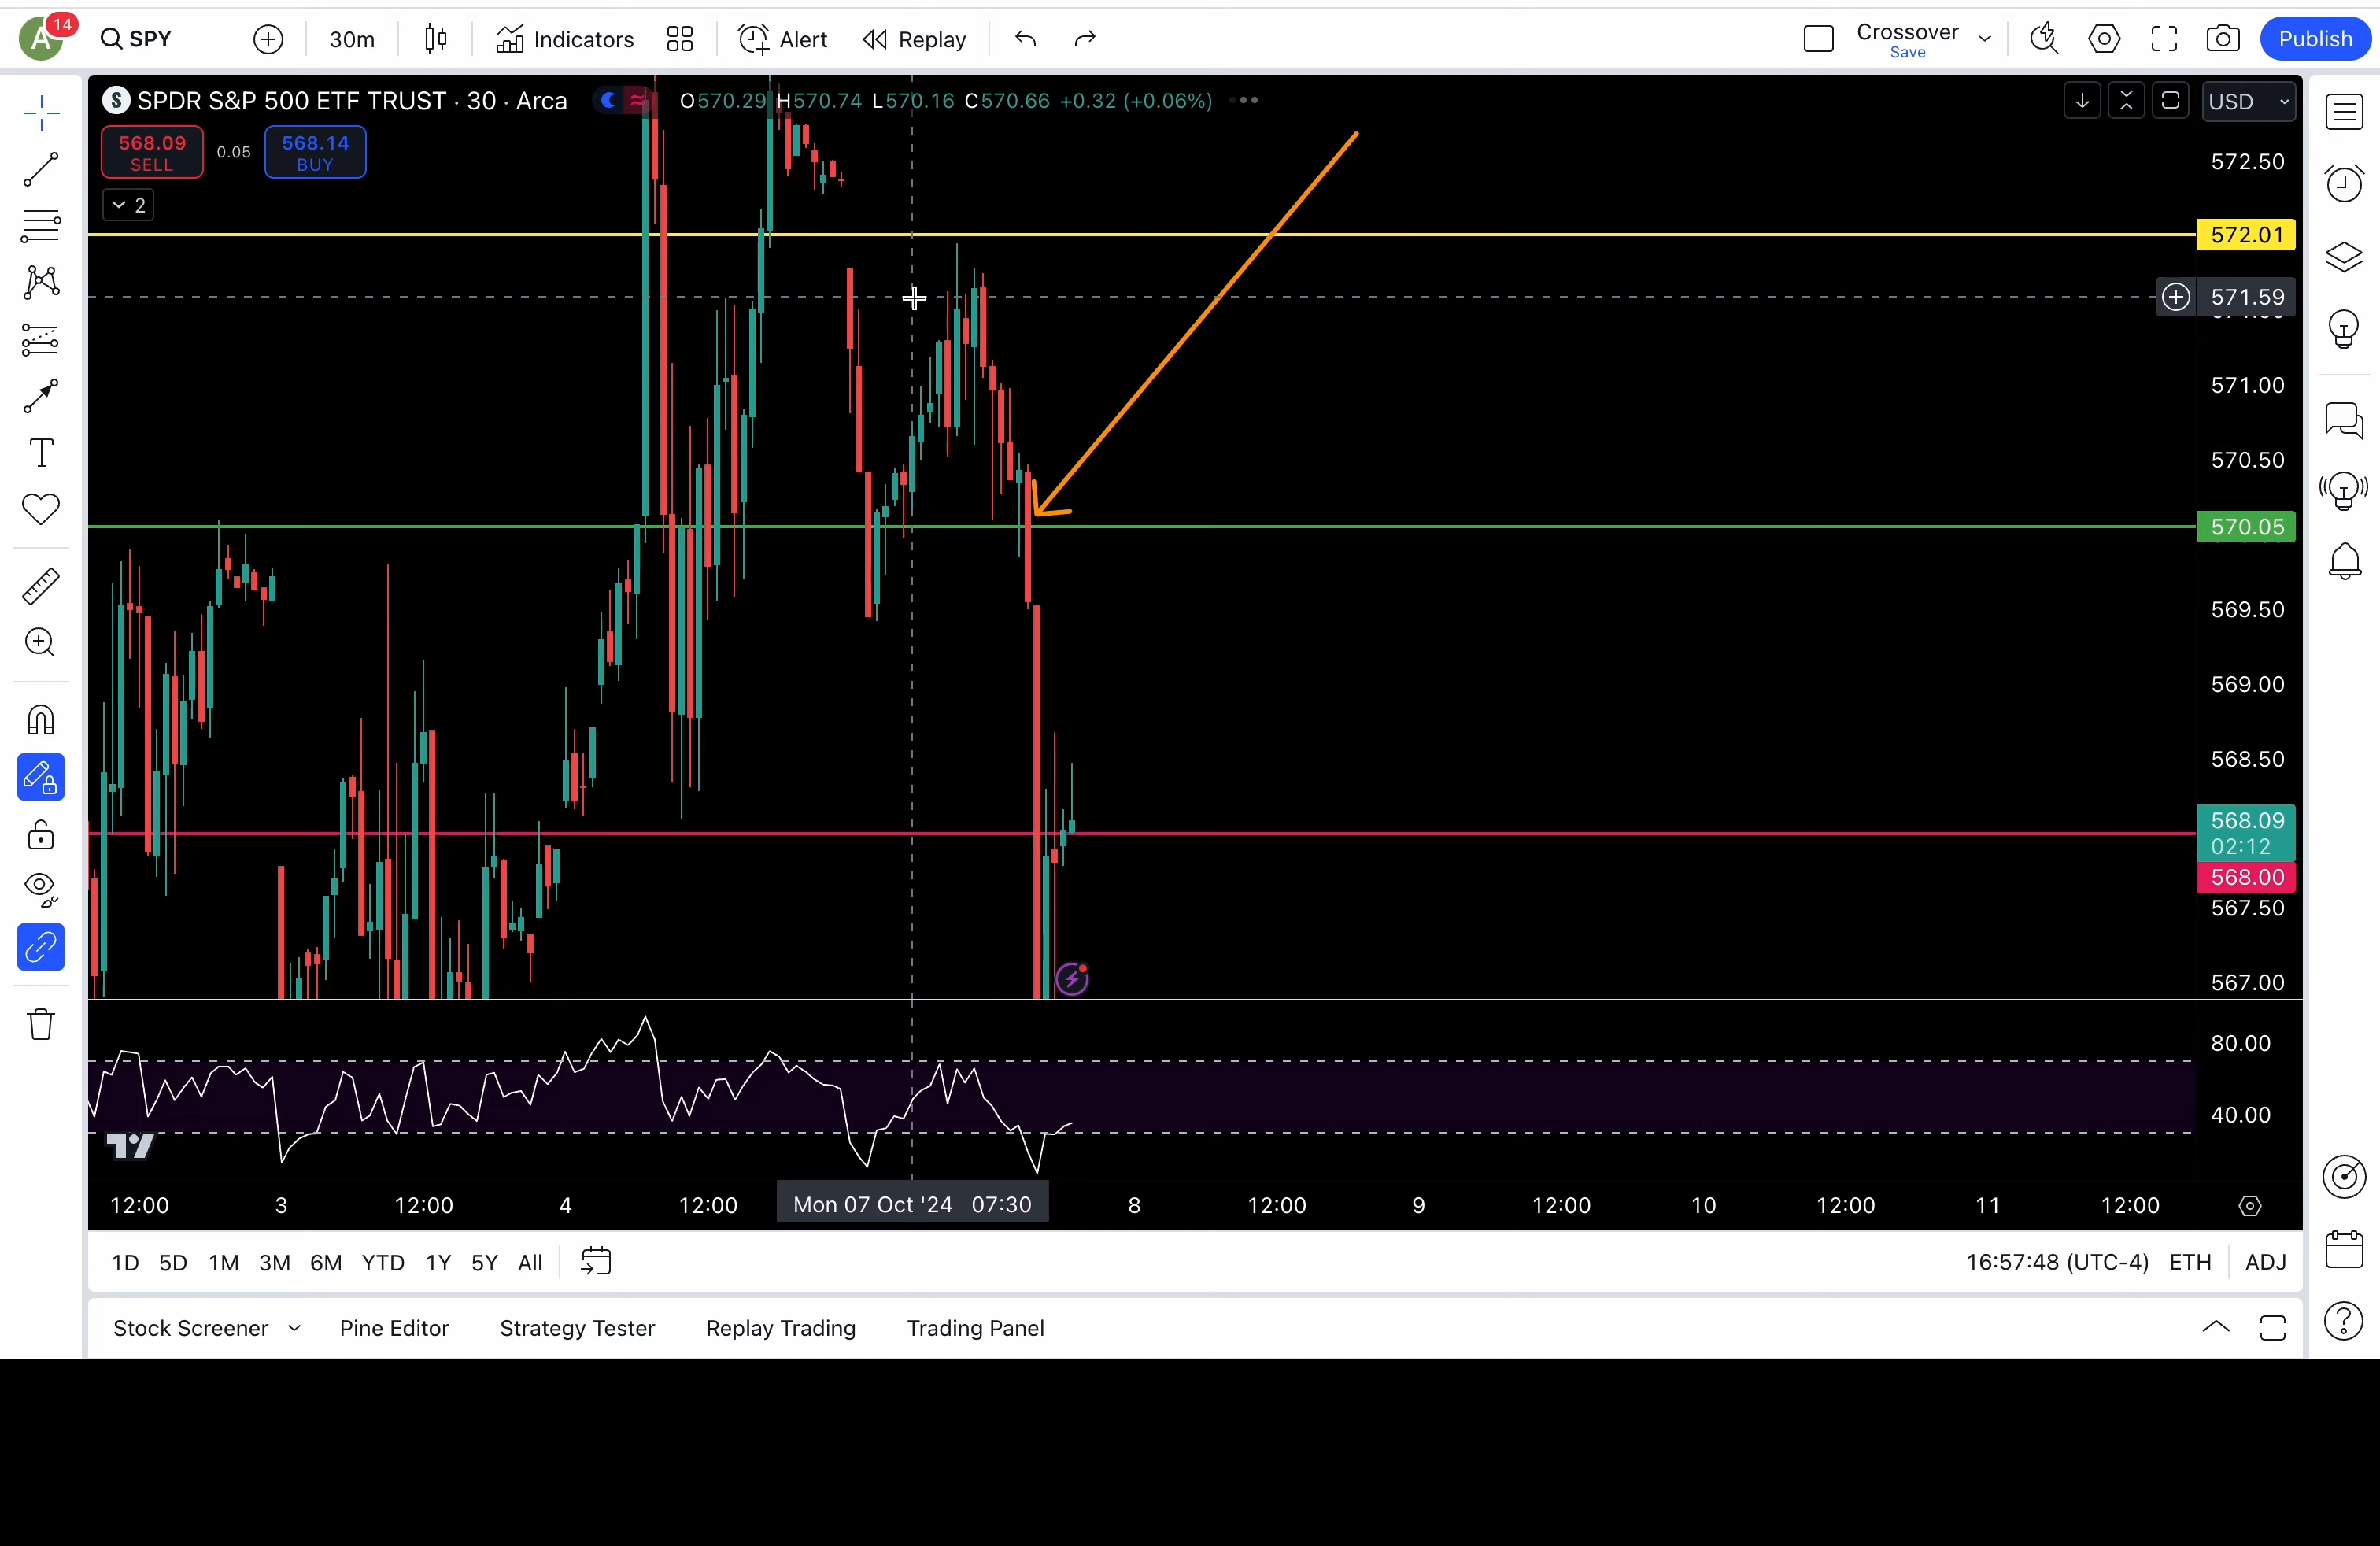 A 14 SPY 30m Indicators Alert Replay Crossover Save Publish
S SPDR S&P 500 ETF TRUST · 30 · Arca O570.29 H570.74 L570.16 C570.66 +0.32 (+0.06%) USD
568.09 SELL 0.05 568.14 BUY
2
572.50
572.01
571.59
571.00
570.50
570.05
569.50
569.00
568.50
568.09
02:12
568.00
567.50
567.00
80.00
40.00
12:00 3 12:00 4 12:00 Mon 07 Oct '24 07:30 8 12:00 9 12:00 10 12:00 11 12:00
1D 5D 1M 3M 6M YTD 1Y 5Y All 16:57:48 (UTC-4) ETH ADJ
Stock Screener Pine Editor Strategy Tester Replay Trading Trading Panel